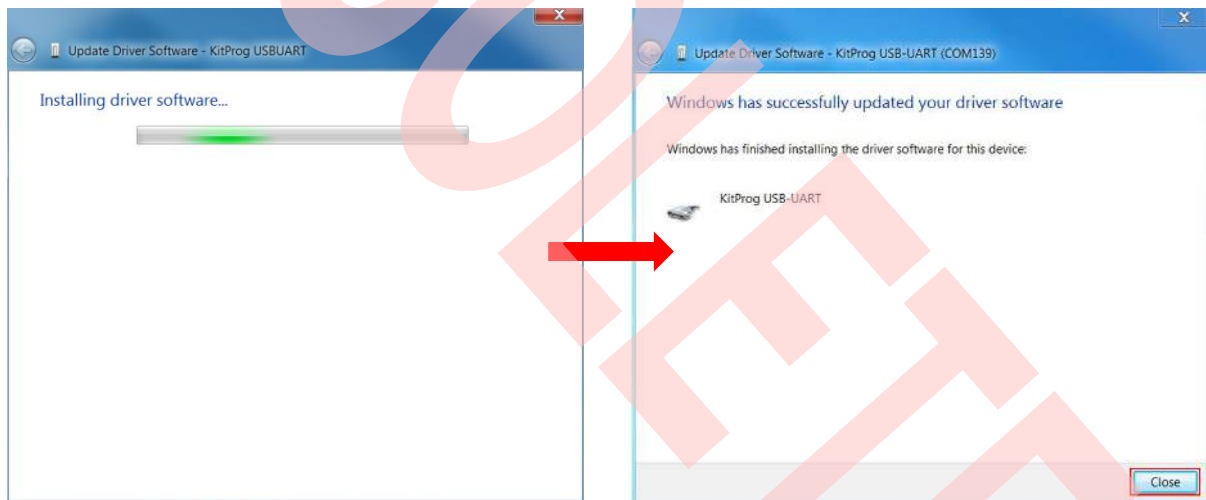 Update Driver Software - KitProg USBUART
Installing driver software...
X
Update Driver Software - KitProg USB-UART (COM139)
Windows has successfully updated your driver software
Windows has finished installing the driver software for this device:
KitProg USB-UART
Close
X